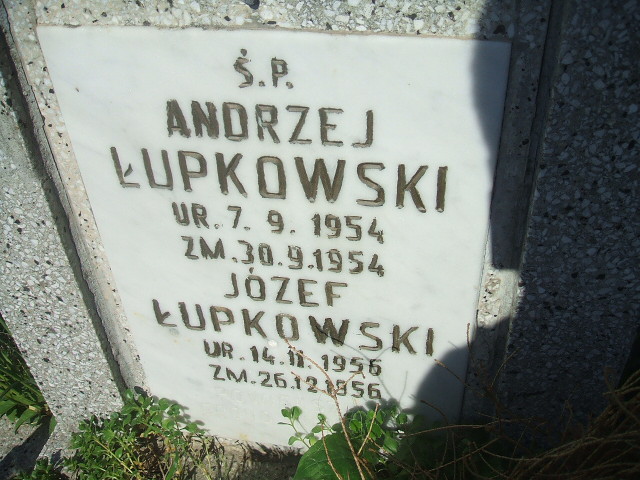 Ś.P.
ANDRZEJ
ŁUPKOWSKI
UR. 7. 9. 1954
ZM. 30.9.1954
JÓZEF
ŁUPKOWSKI
UR. 14.11.1956
ZM. 26.12.1956